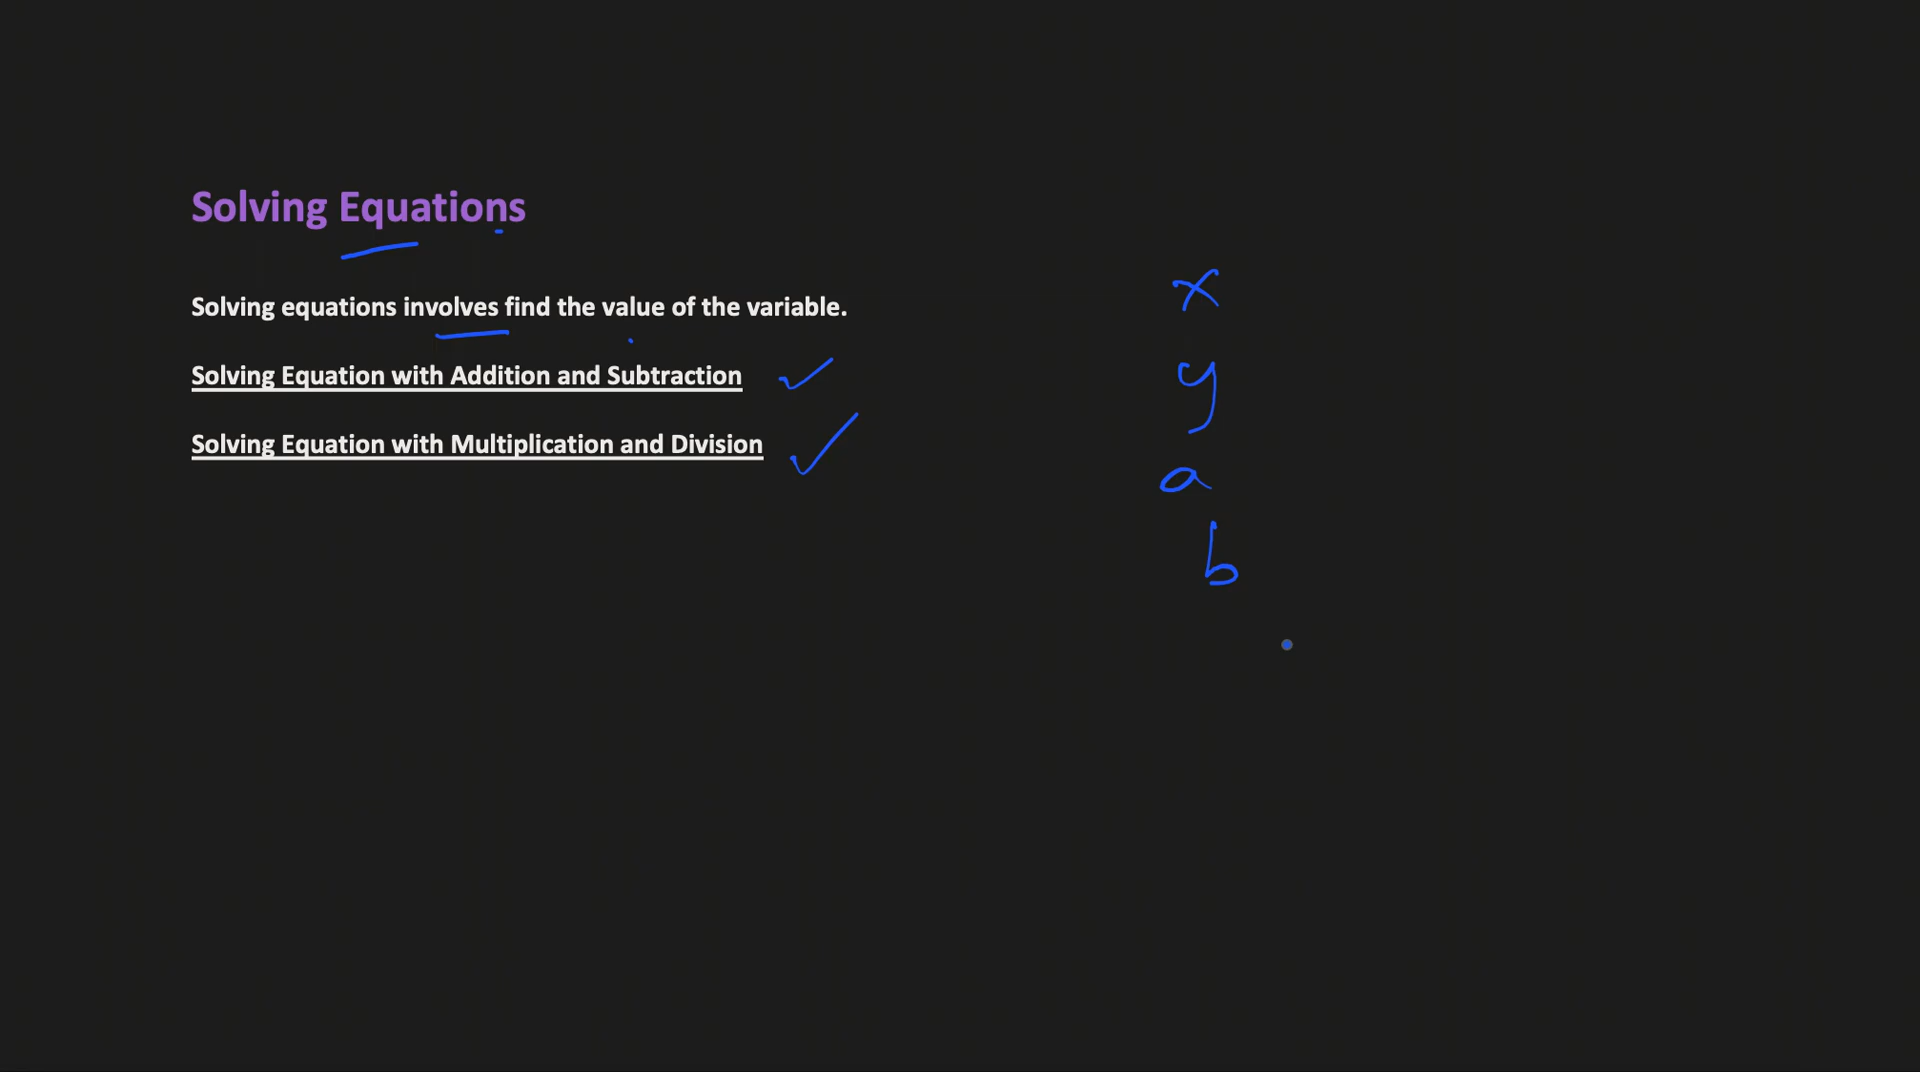 Solving Equations
Solving equations involves find the value of the variable.
Solving Equation with Addition and Subtraction
Solving Equation with Multiplication and Division
x
y
a
b